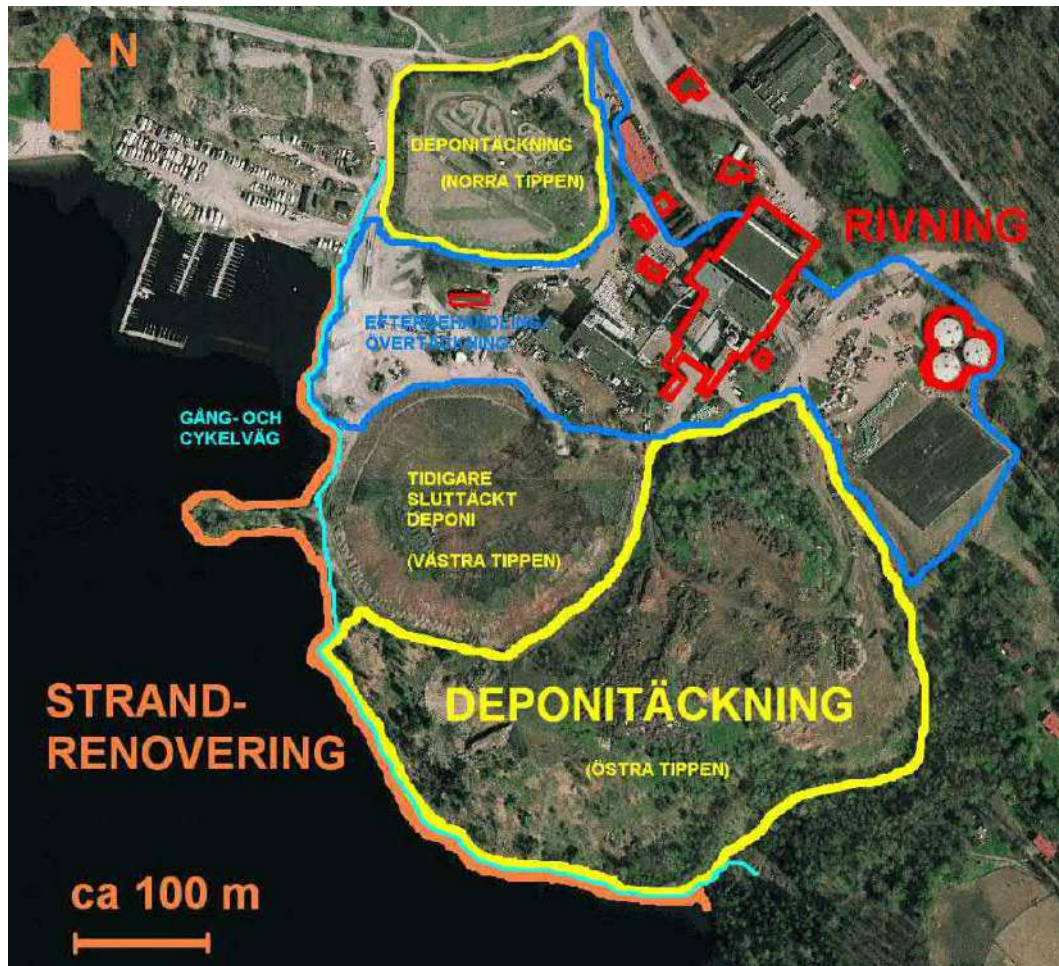 N
DEPONITÄCKNING
(NORRA TIPPEN)
RIVNING
EFTERBEHANDLING/
ÖVERTÄCKNING
GÅNG- OCH
CYKELVÄG
TIDIGARE
SLUTTÄCKT
DEPONI
(VÄSTRA TIPPEN)
STRAND-
RENOVERING
DEPONITÄCKNING
(ÖSTRA TIPPEN)
ca 100 m